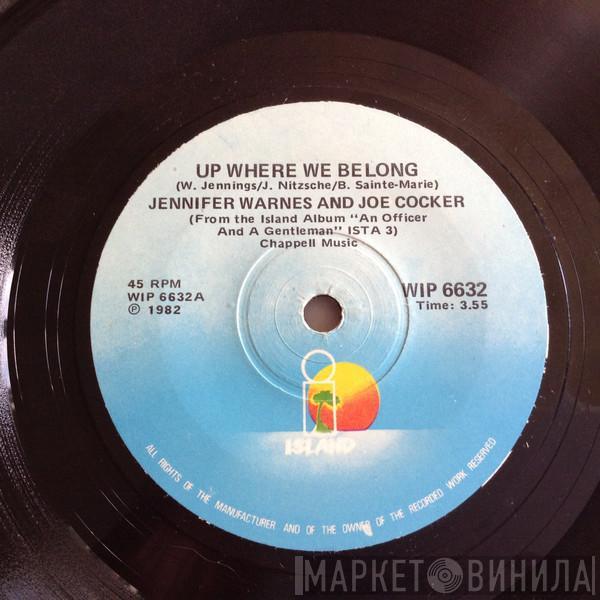 UP WHERE WE BELONG
(W. Jennings/J. Nitzsche/B. Sainte-Marie)
JENNIFER WARNES AND JOE COCKER
(From the Island Album "An Officer
And A Gentleman" ISTA 3)
Chappell Music
45 RPM
WIP 6632A
℗ 1982
WIP 6632
Time: 3.55
ISLAND
ALL RIGHTS OF THE MANUFACTURER AND OF THE OWNER OF THE RECORDED WORK RESERVED
МАРКЕТ ВИНИЛА